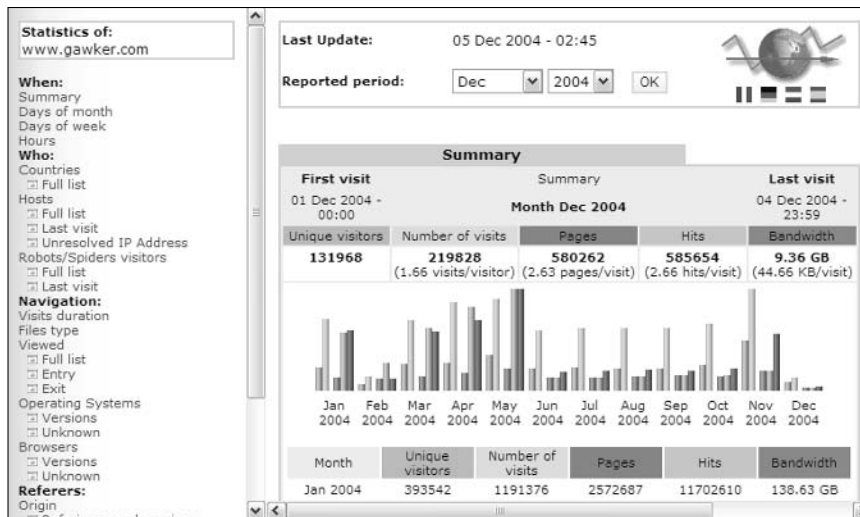 Statistics of:
www.gawker.com
When:
Summary
Days of month
Days of week
Hours
Who:
Countries
Full list
Hosts
Full list
Last visit
Unresolved IP Address
Robots/Spiders visitors
Full list
Last visit
Navigation:
Visits duration
Files type
Viewed
Full list
Entry
Exit
Operating Systems
Versions
Unknown
Browsers
Versions
Unknown
Referers:
Origin
Last Update: 05 Dec 2004 - 02:45
Reported period: Dec 2004 OK
Summary
First visit Summary Last visit
01 Dec 2004 - 00:00 Month Dec 2004 04 Dec 2004 - 23:59
Unique visitors Number of visits Pages Hits Bandwidth
131968 219828 580262 585654 9.36 GB
(1.66 visits/visitor) (2.63 pages/visit) (2.66 hits/visit) (44.66 KB/visit)
Jan Feb Mar Apr May Jun Jul Aug Sep Oct Nov Dec
2004 2004 2004 2004 2004 2004 2004 2004 2004 2004 2004 2004
Month Unique visitors Number of visits Pages Hits Bandwidth
Jan 2004 393542 1191376 2572687 11702610 138.63 GB